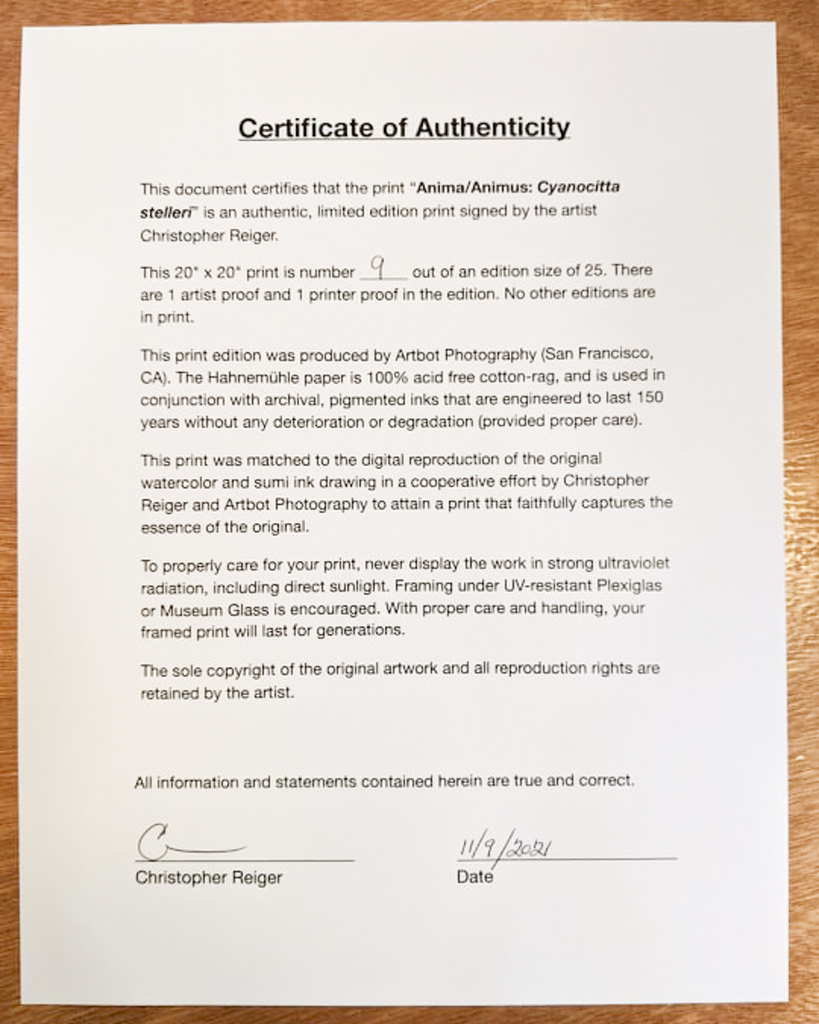 Certificate of Authenticity
This document certifies that the print "Anima/Animus: Cyanocitta
stelleri" is an authentic, limited edition print signed by the artist
Christopher Reiger.
This 20" x 20" print is number 9 out of an edition size of 25. There
are 1 artist proof and 1 printer proof in the edition. No other editions are
in print.
This print edition was produced by Artbot Photography (San Francisco,
CA). The Hahnemühle paper is 100% acid free cotton-rag, and is used in
conjunction with archival, pigmented inks that are engineered to last 150
years without any deterioration or degradation (provided proper care).
This print was matched to the digital reproduction of the original
watercolor and sumi ink drawing in a cooperative effort by Christopher
Reiger and Artbot Photography to attain a print that faithfully captures the
essence of the original.
To properly care for your print, never display the work in strong ultraviolet
radiation, including direct sunlight. Framing under UV-resistant Plexiglas
or Museum Glass is encouraged. With proper care and handling, your
framed print will last for generations.
The sole copyright of the original artwork and all reproduction rights are
retained by the artist.
All information and statements contained herein are true and correct.
11/9/2021
Christopher Reiger Date